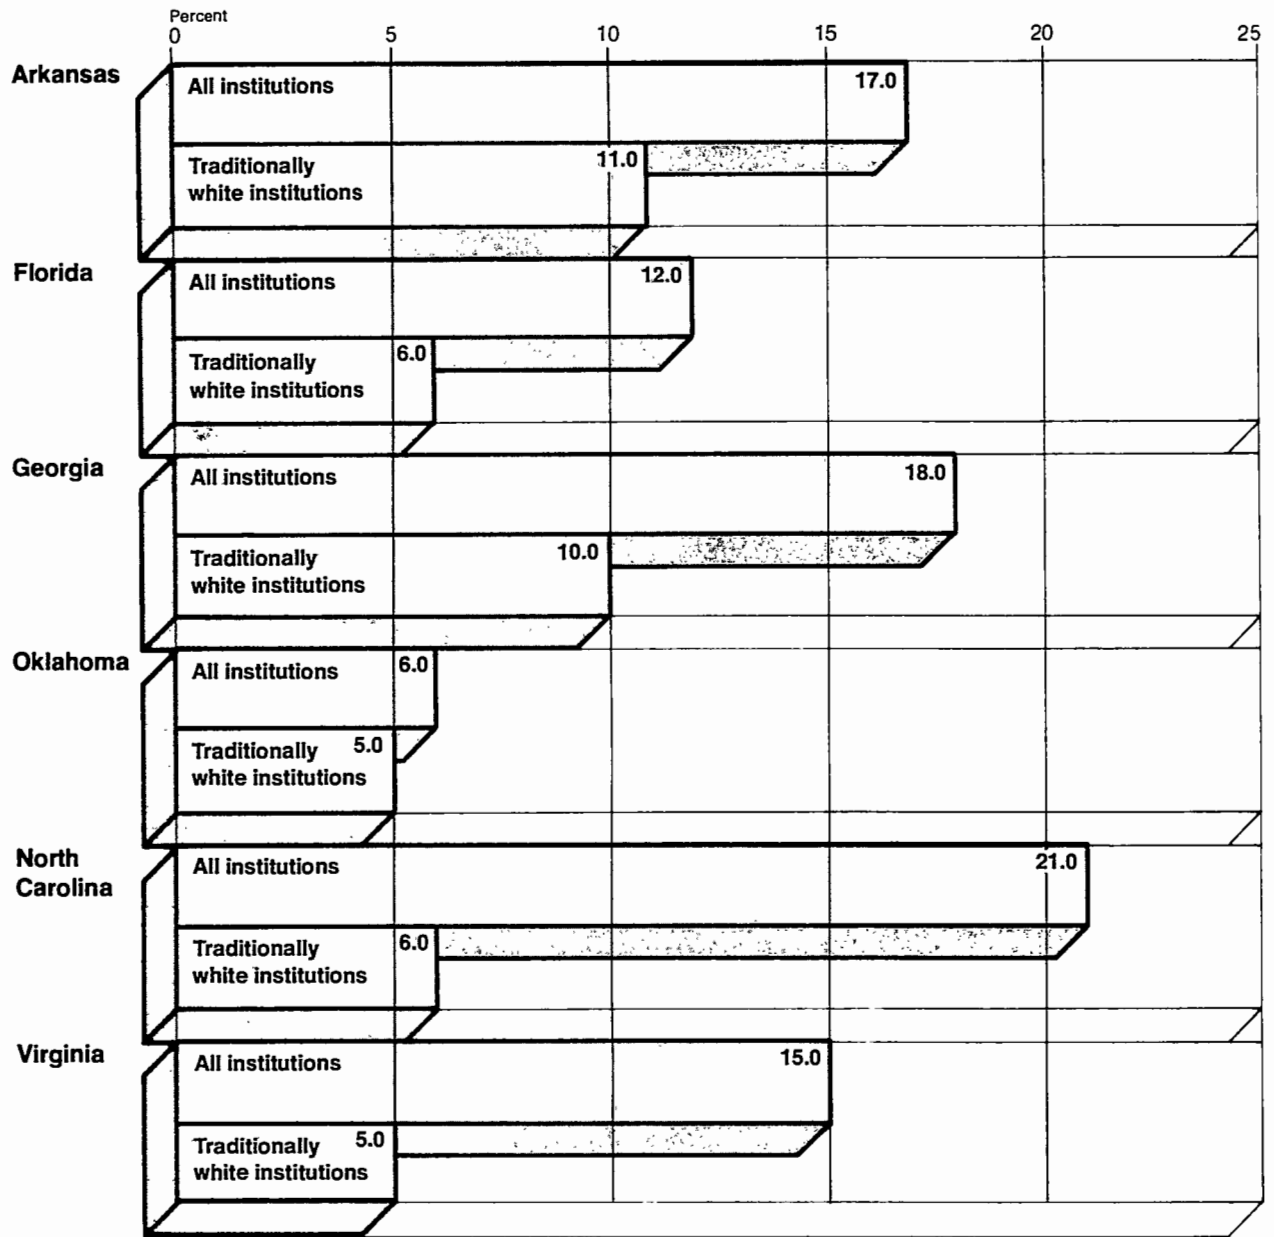 Percent
0 5 10 15 20 25
Arkansas
All institutions 17.0
Traditionally 11.0
white institutions
Florida
All institutions 12.0
Traditionally 6.0
white institutions
Georgia
All institutions 18.0
Traditionally 10.0
white institutions
Oklahoma
All institutions 6.0
Traditionally 5.0
white institutions
North
Carolina
All institutions 21.0
Traditionally 6.0
white institutions
Virginia
All institutions 15.0
Traditionally 5.0
white institutions